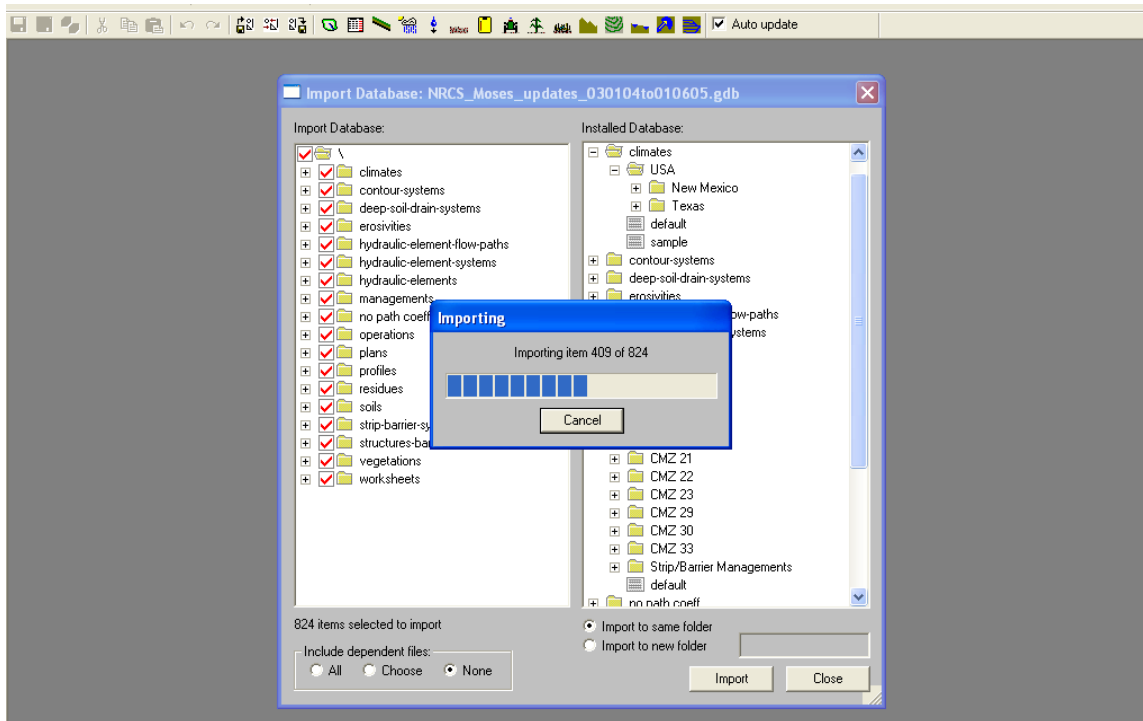 Auto update
Import Database: NRCS_Moses_updates_030104to010605.gdb
Import Database:
\
climates
contour-systems
deep-soil-drain-systems
erosivities
hydraulic-element-flow-paths
hydraulic-element-systems
hydraulic-elements
managements
no path coeff
operations
plans
profiles
residues
soils
strip-barrier-sy
structures-ba
vegetations
worksheets
824 items selected to import
Include dependent files:
All Choose None
Installed Database:
climates
USA
New Mexico
Texas
default
sample
contour-systems
deep-soil-drain-systems
erosivities
ow-paths
ystems
CMZ 21
CMZ 22
CMZ 23
CMZ 29
CMZ 30
CMZ 33
Strip/Barrier Managements
default
no path coeff
Import to same folder
Import to new folder
Import Close
Importing
Importing item 409 of 824
Cancel